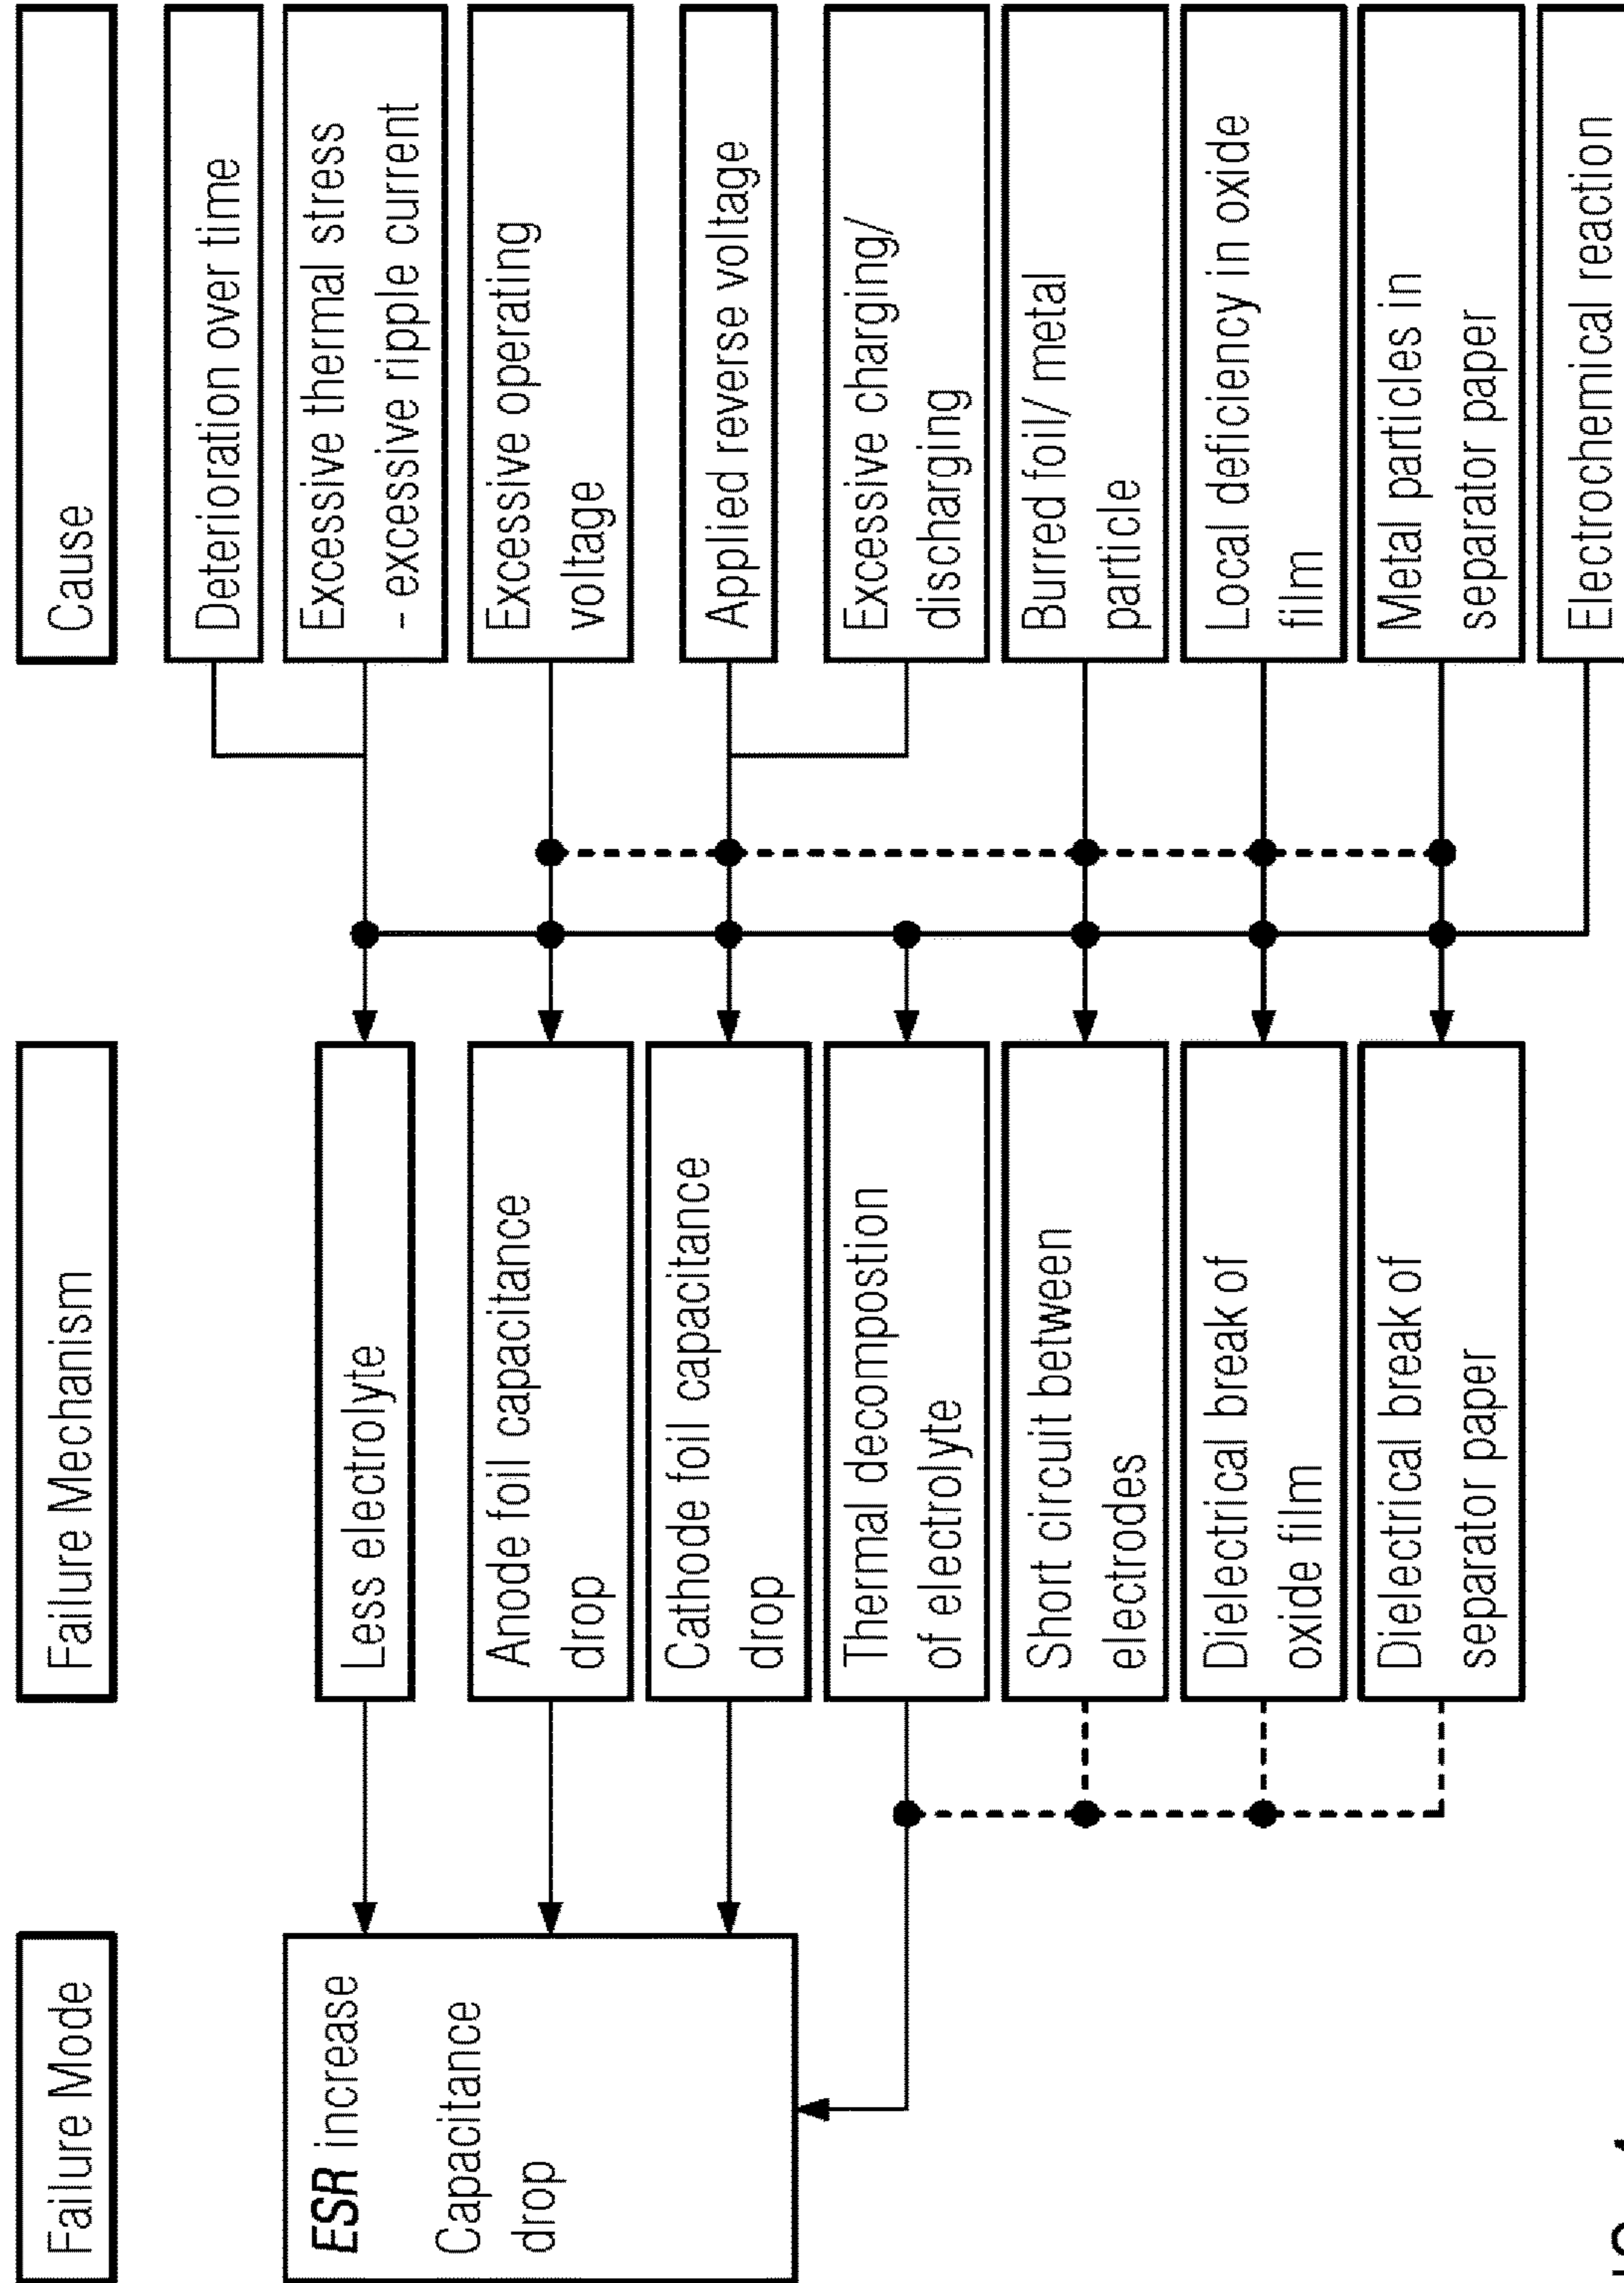 Failure Mode
Failure Mechanism
Cause
ESR increase
Capacitance
drop
Less electrolyte
Anode foil capacitance
drop
Cathode foil capacitance
drop
Thermal decompostion
of electrolyte
Short circuit between
electrodes
Dielectrical break of
oxide film
Dielectrical break of
separator paper
Deterioration over time
Excessive thermal stress
- excessive ripple current
Excessive operating
voltage
Applied reverse voltage
Excessive charging/
discharging
Burred foil/ metal
particle
Local deficiency in oxide
film
Metal particles in
separator paper
Electrochemical reaction